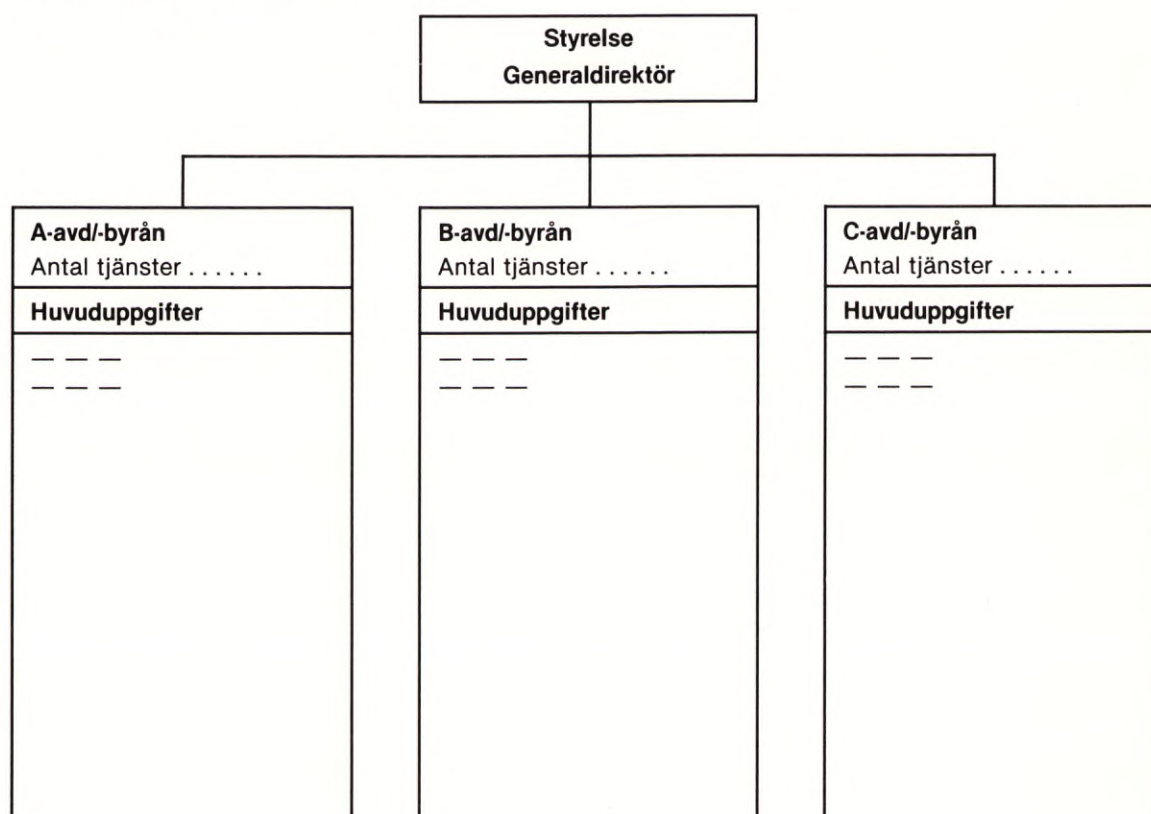 Styrelse
Generaldirektör
A-avd/-byrån
Antal tjänster . . . . . .
Huvuduppgifter
— — —
— — —
B-avd/-byrån
Antal tjänster . . . . . .
Huvuduppgifter
— — —
— — —
C-avd/-byrån
Antal tjänster . . . . . .
Huvuduppgifter
— — —
— — —